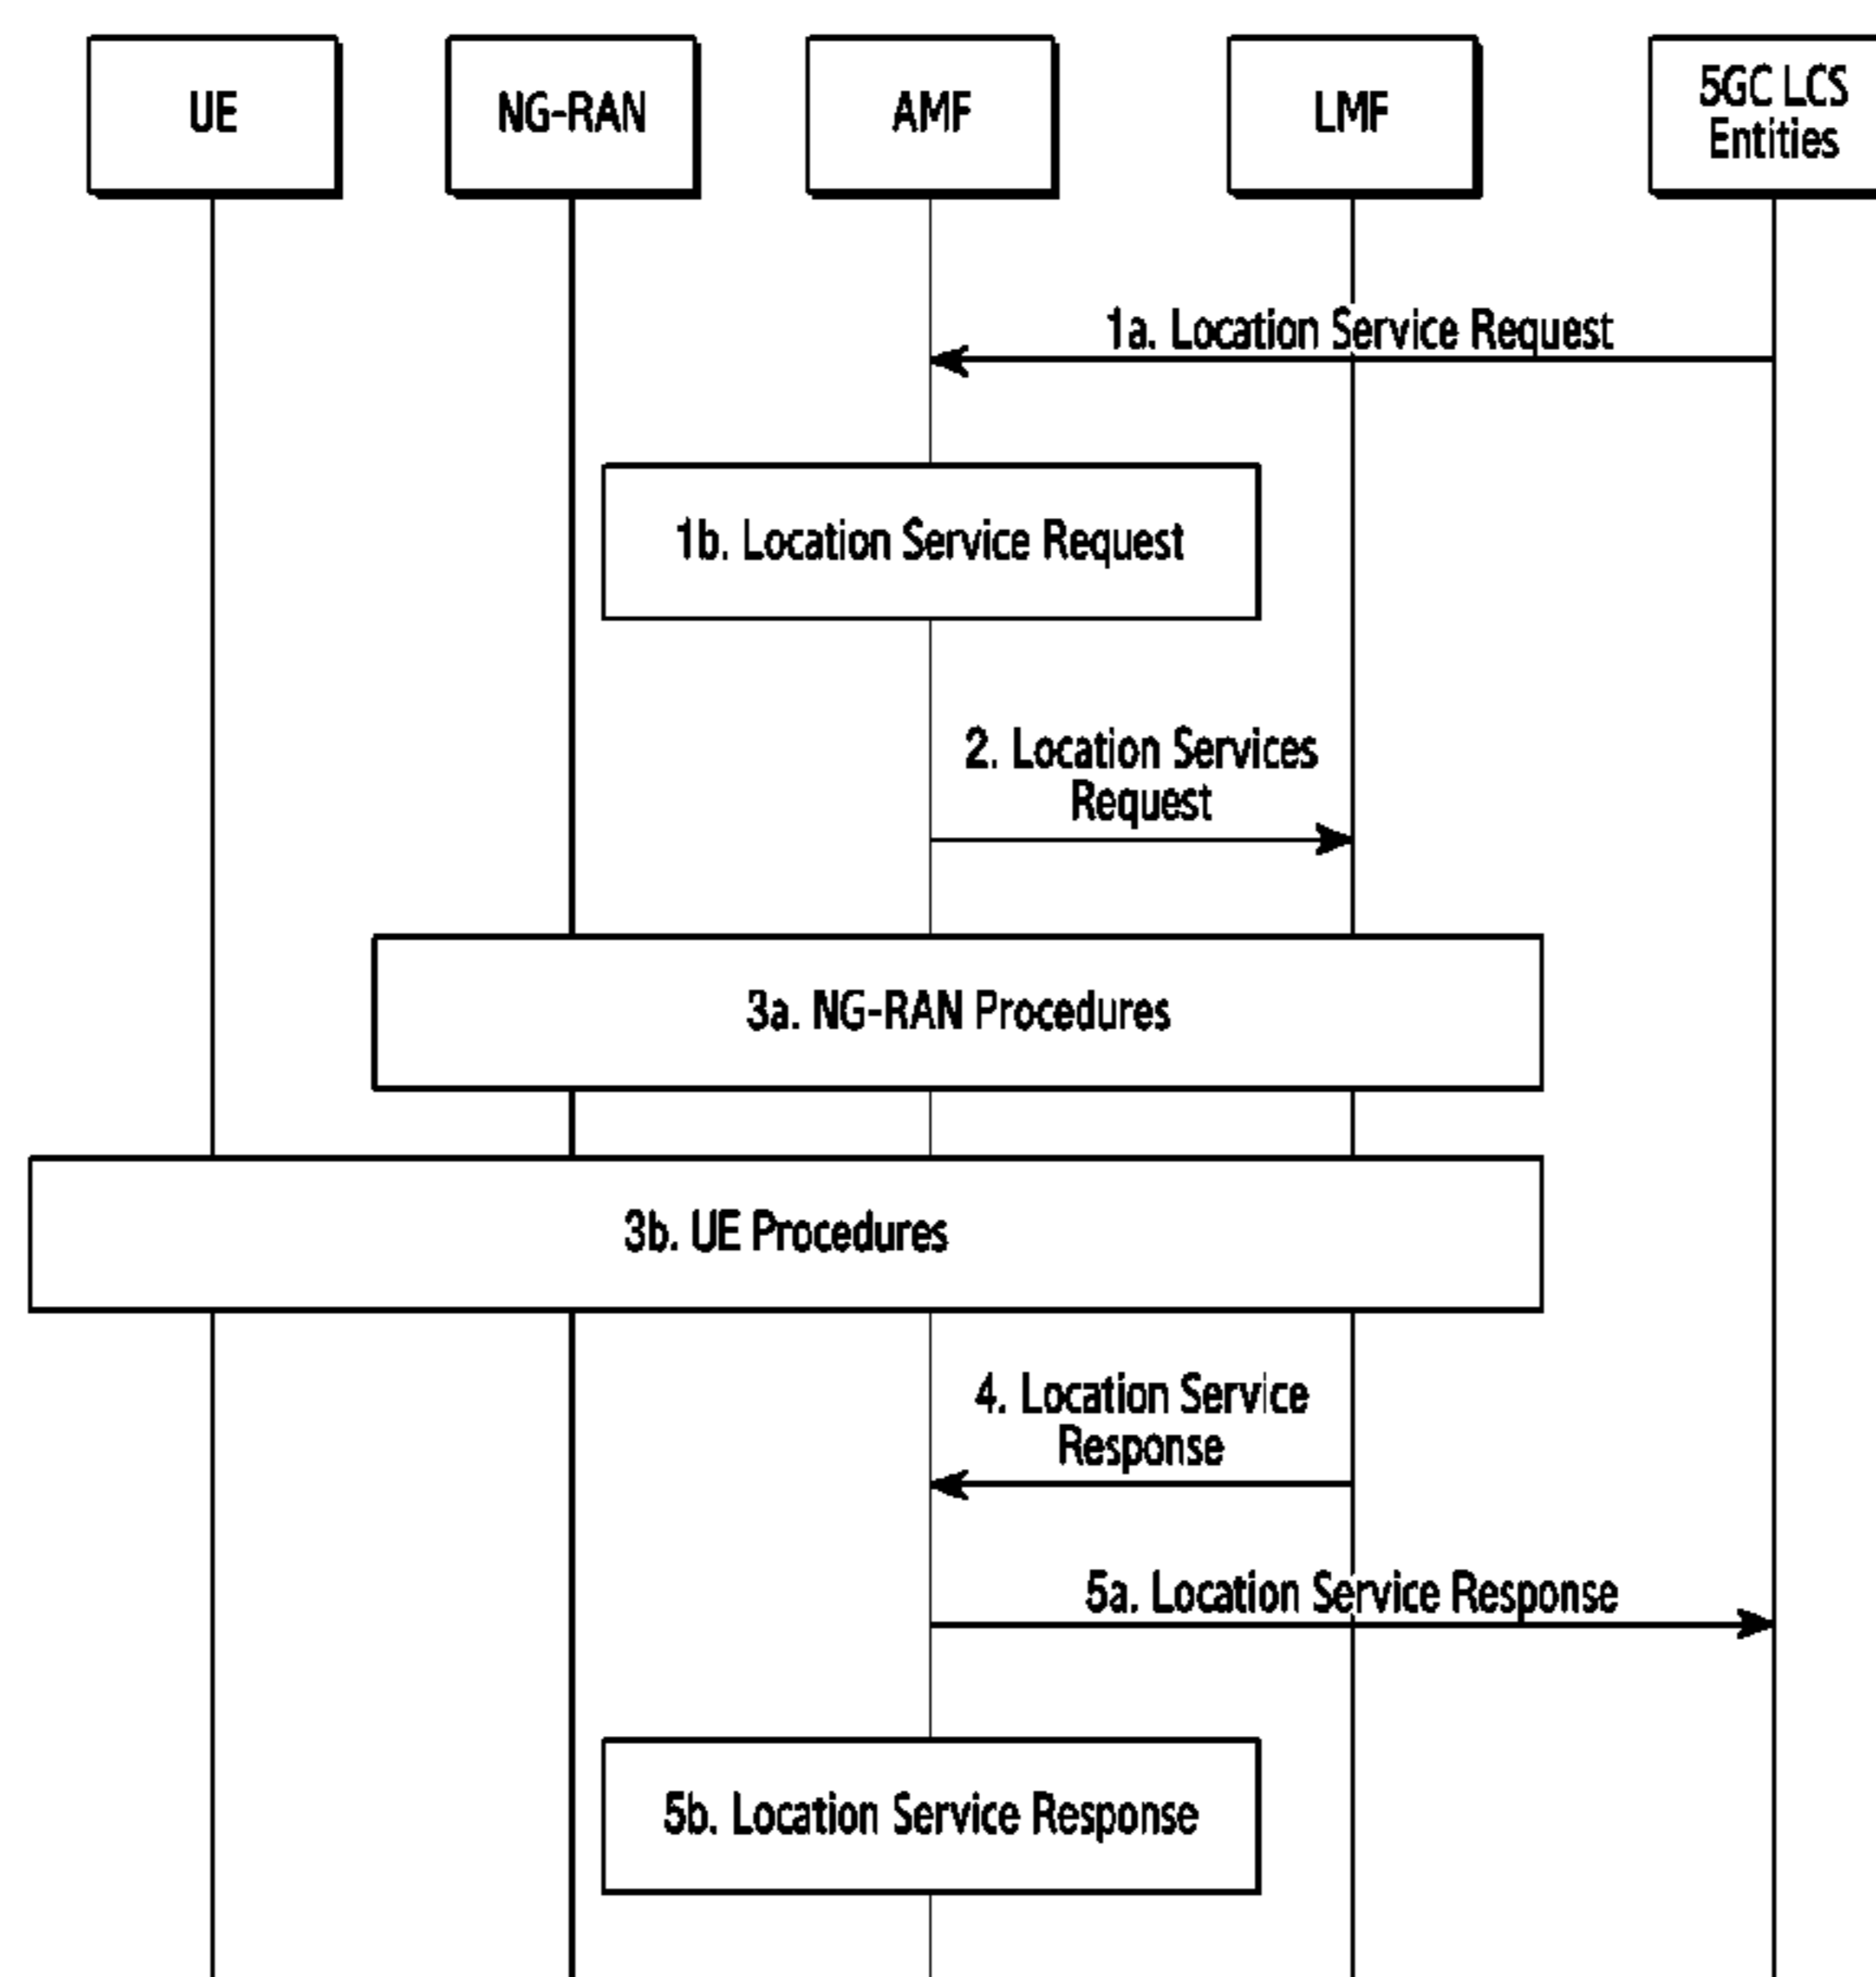 UE
NG-RAN
AMF
LMF
5GC LCS
Entities
1a. Location Service Request
1b. Location Service Request
2. Location Services
Request
3a. NG-RAN Procedures
3b. UE Procedures
4. Location Service
Response
5a. Location Service Response
5b. Location Service Response